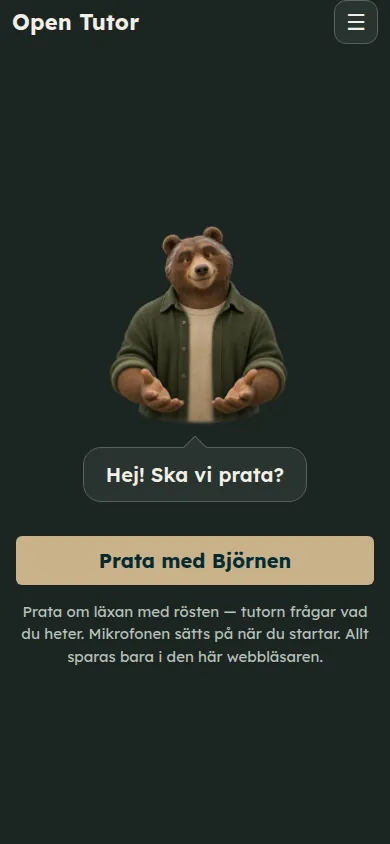 Open Tutor
Hej! Ska vi prata?
Prata med Björnen
Prata om läxan med rösten — tutorn frågar vad
du heter. Mikrofonen sätts på när du startar. Allt
sparas bara i den här webbläsaren.